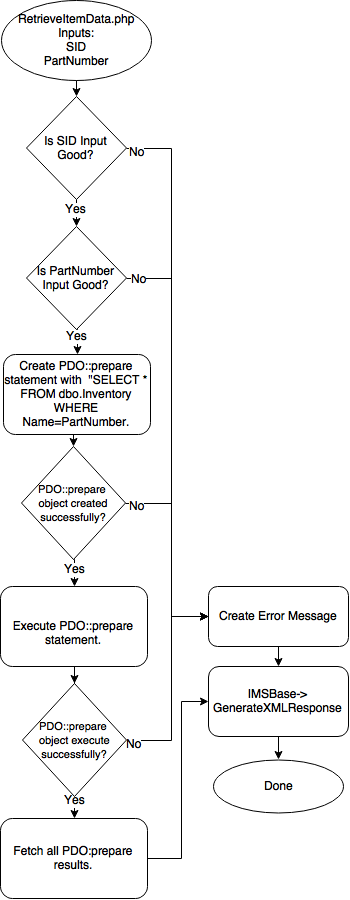 RetrieveItemData.php
Inputs:
SID
PartNumber
Is SID Input
Good?
No
Yes
Is PartNumber
Input Good?
No
Yes
Create PDO::prepare
statement with "SELECT *
FROM dbo.Inventory
WHERE
Name=PartNumber.
PDO::prepare
object created
successfully?
No
Yes
Execute PDO::prepare
statement.
Create Error Message
PDO::prepare
object execute
successfully?
No
Yes
IMSBase->
GenerateXMLResponse
Done
Fetch all PDO:prepare
results.